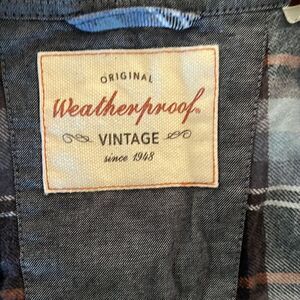 ORIGINAL
Weatherproof®
VINTAGE
since 1948